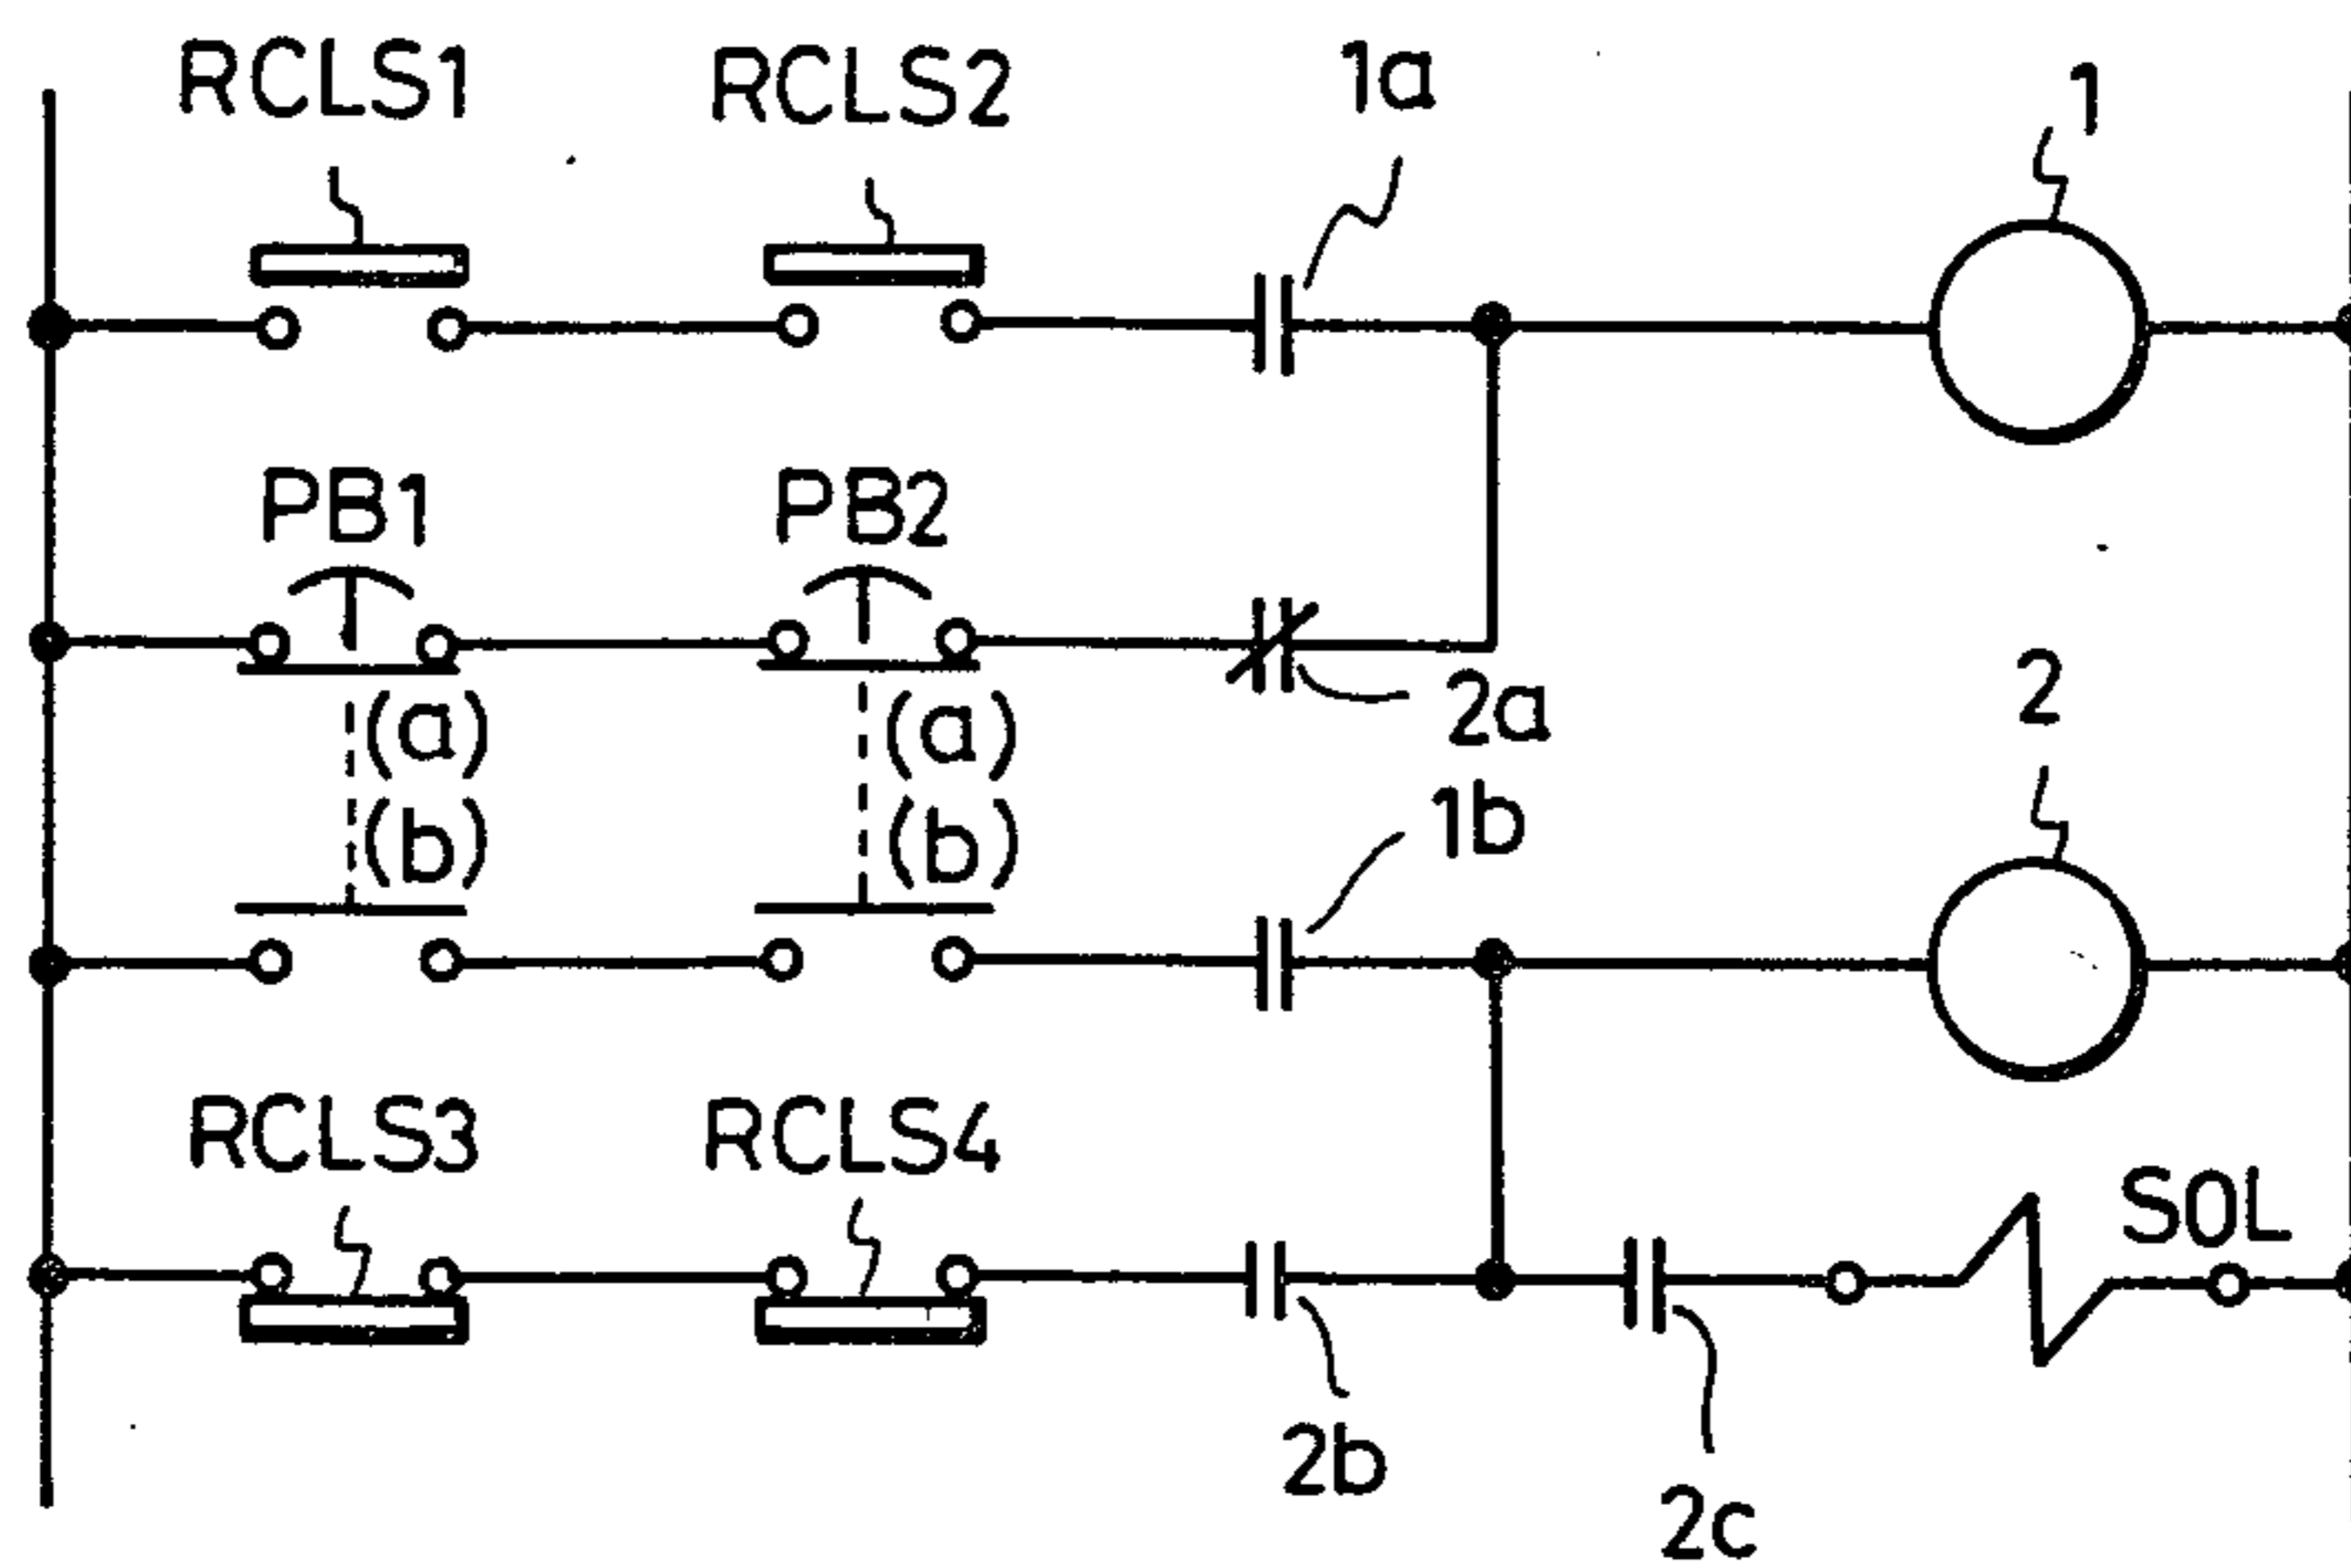 RCLS1 RCLS2 1a 1
PB1 PB2
(a) (a) 2a 2
(b) (b) 1b
RCLS3 RCLS4 SOL
2b 2c